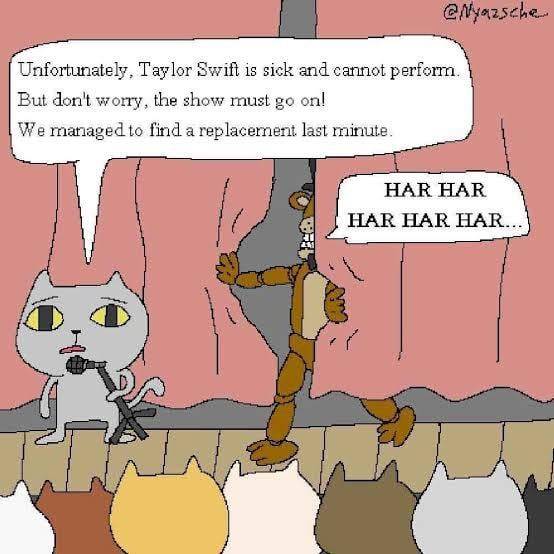 @Nyazsche
Unfortunately, Taylor Swift is sick and cannot perform.
But don't worry, the show must go on!
We managed to find a replacement last minute.
HAR HAR
HAR HAR HAR...